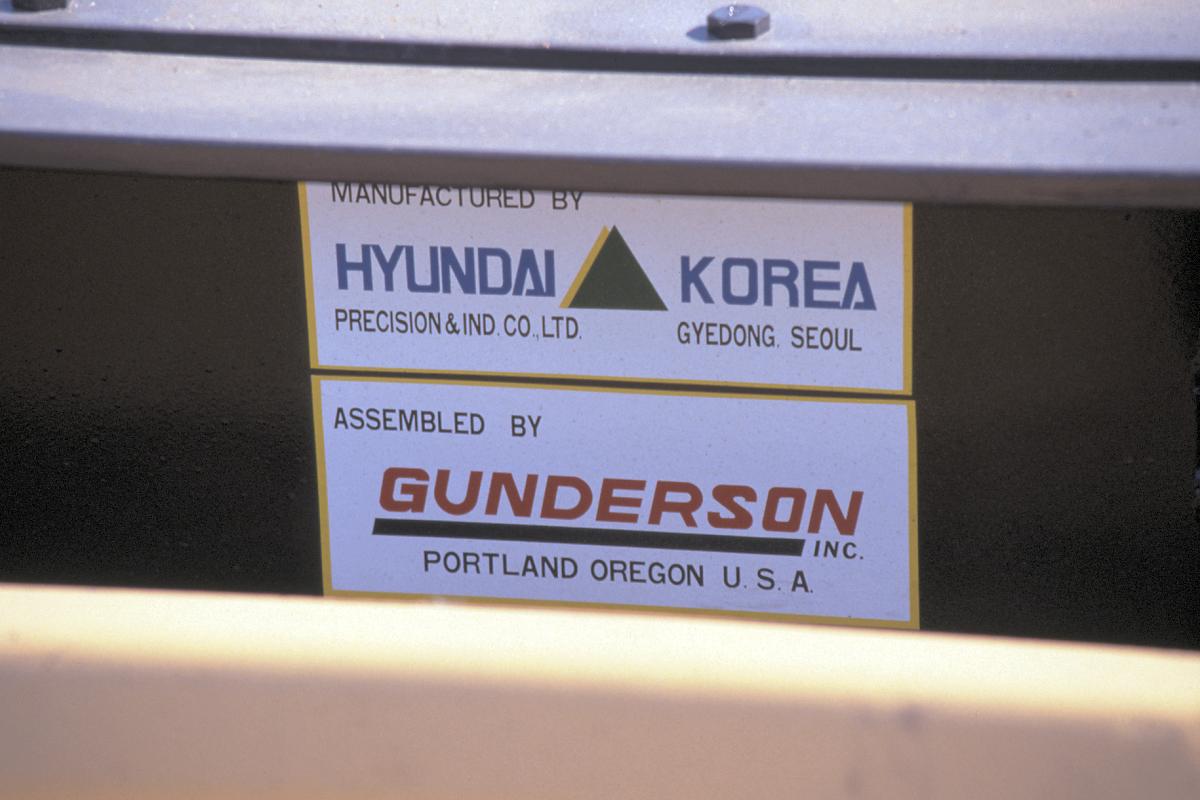 MANUFACTURED BY
HYUNDAI KOREA
PRECISION & IND. CO., LTD. GYEDONG. SEOUL
ASSEMBLED BY
GUNDERSON
INC.
PORTLAND OREGON U. S. A.